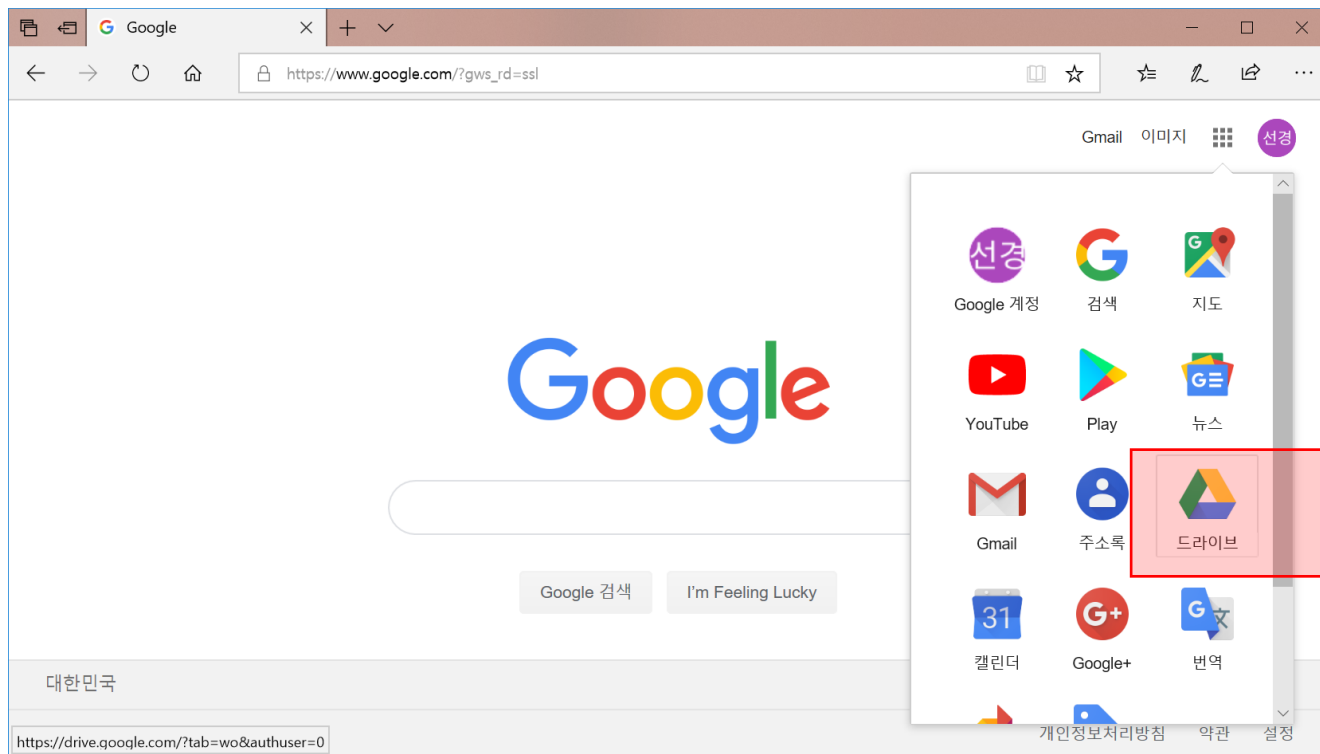 Google
https://www.google.com/?gws_rd=ssl
Gmail 이미지 선경
Google
선경 G G
Google 계정 검색 지도
GE
YouTube Play 뉴스
Gmail 주소록 드라이브
Google 검색 I'm Feeling Lucky
31 G+ G 文
캘린더 Google+ 번역
대한민국
개인정보처리방침 약관 설정
https://drive.google.com/?tab=wo&authuser=0